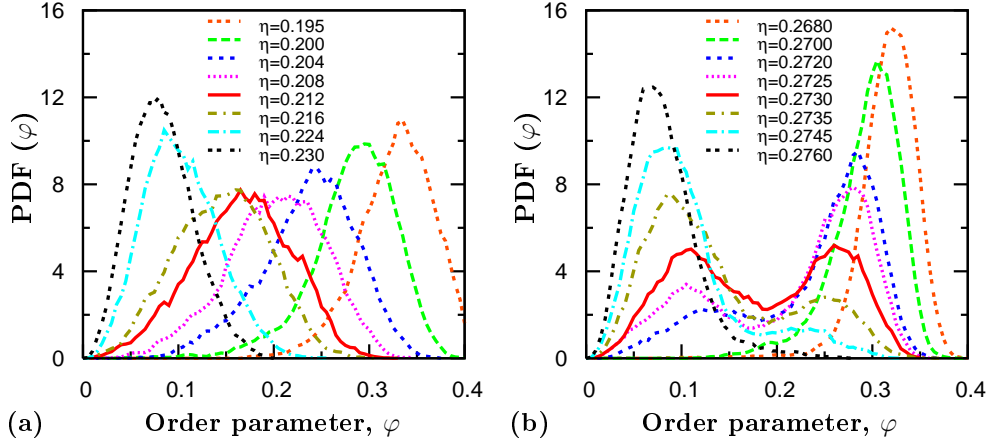 PDF (φ)
16
12
8
4
0
η=0.195
η=0.200
η=0.204
η=0.208
η=0.212
η=0.216
η=0.224
η=0.230
0 0.1 0.2 0.3 0.4
(a) Order parameter, φ
PDF (φ)
16
12
8
4
0
η=0.2680
η=0.2700
η=0.2720
η=0.2725
η=0.2730
η=0.2735
η=0.2745
η=0.2760
0 0.1 0.2 0.3 0.4
(b) Order parameter, φ